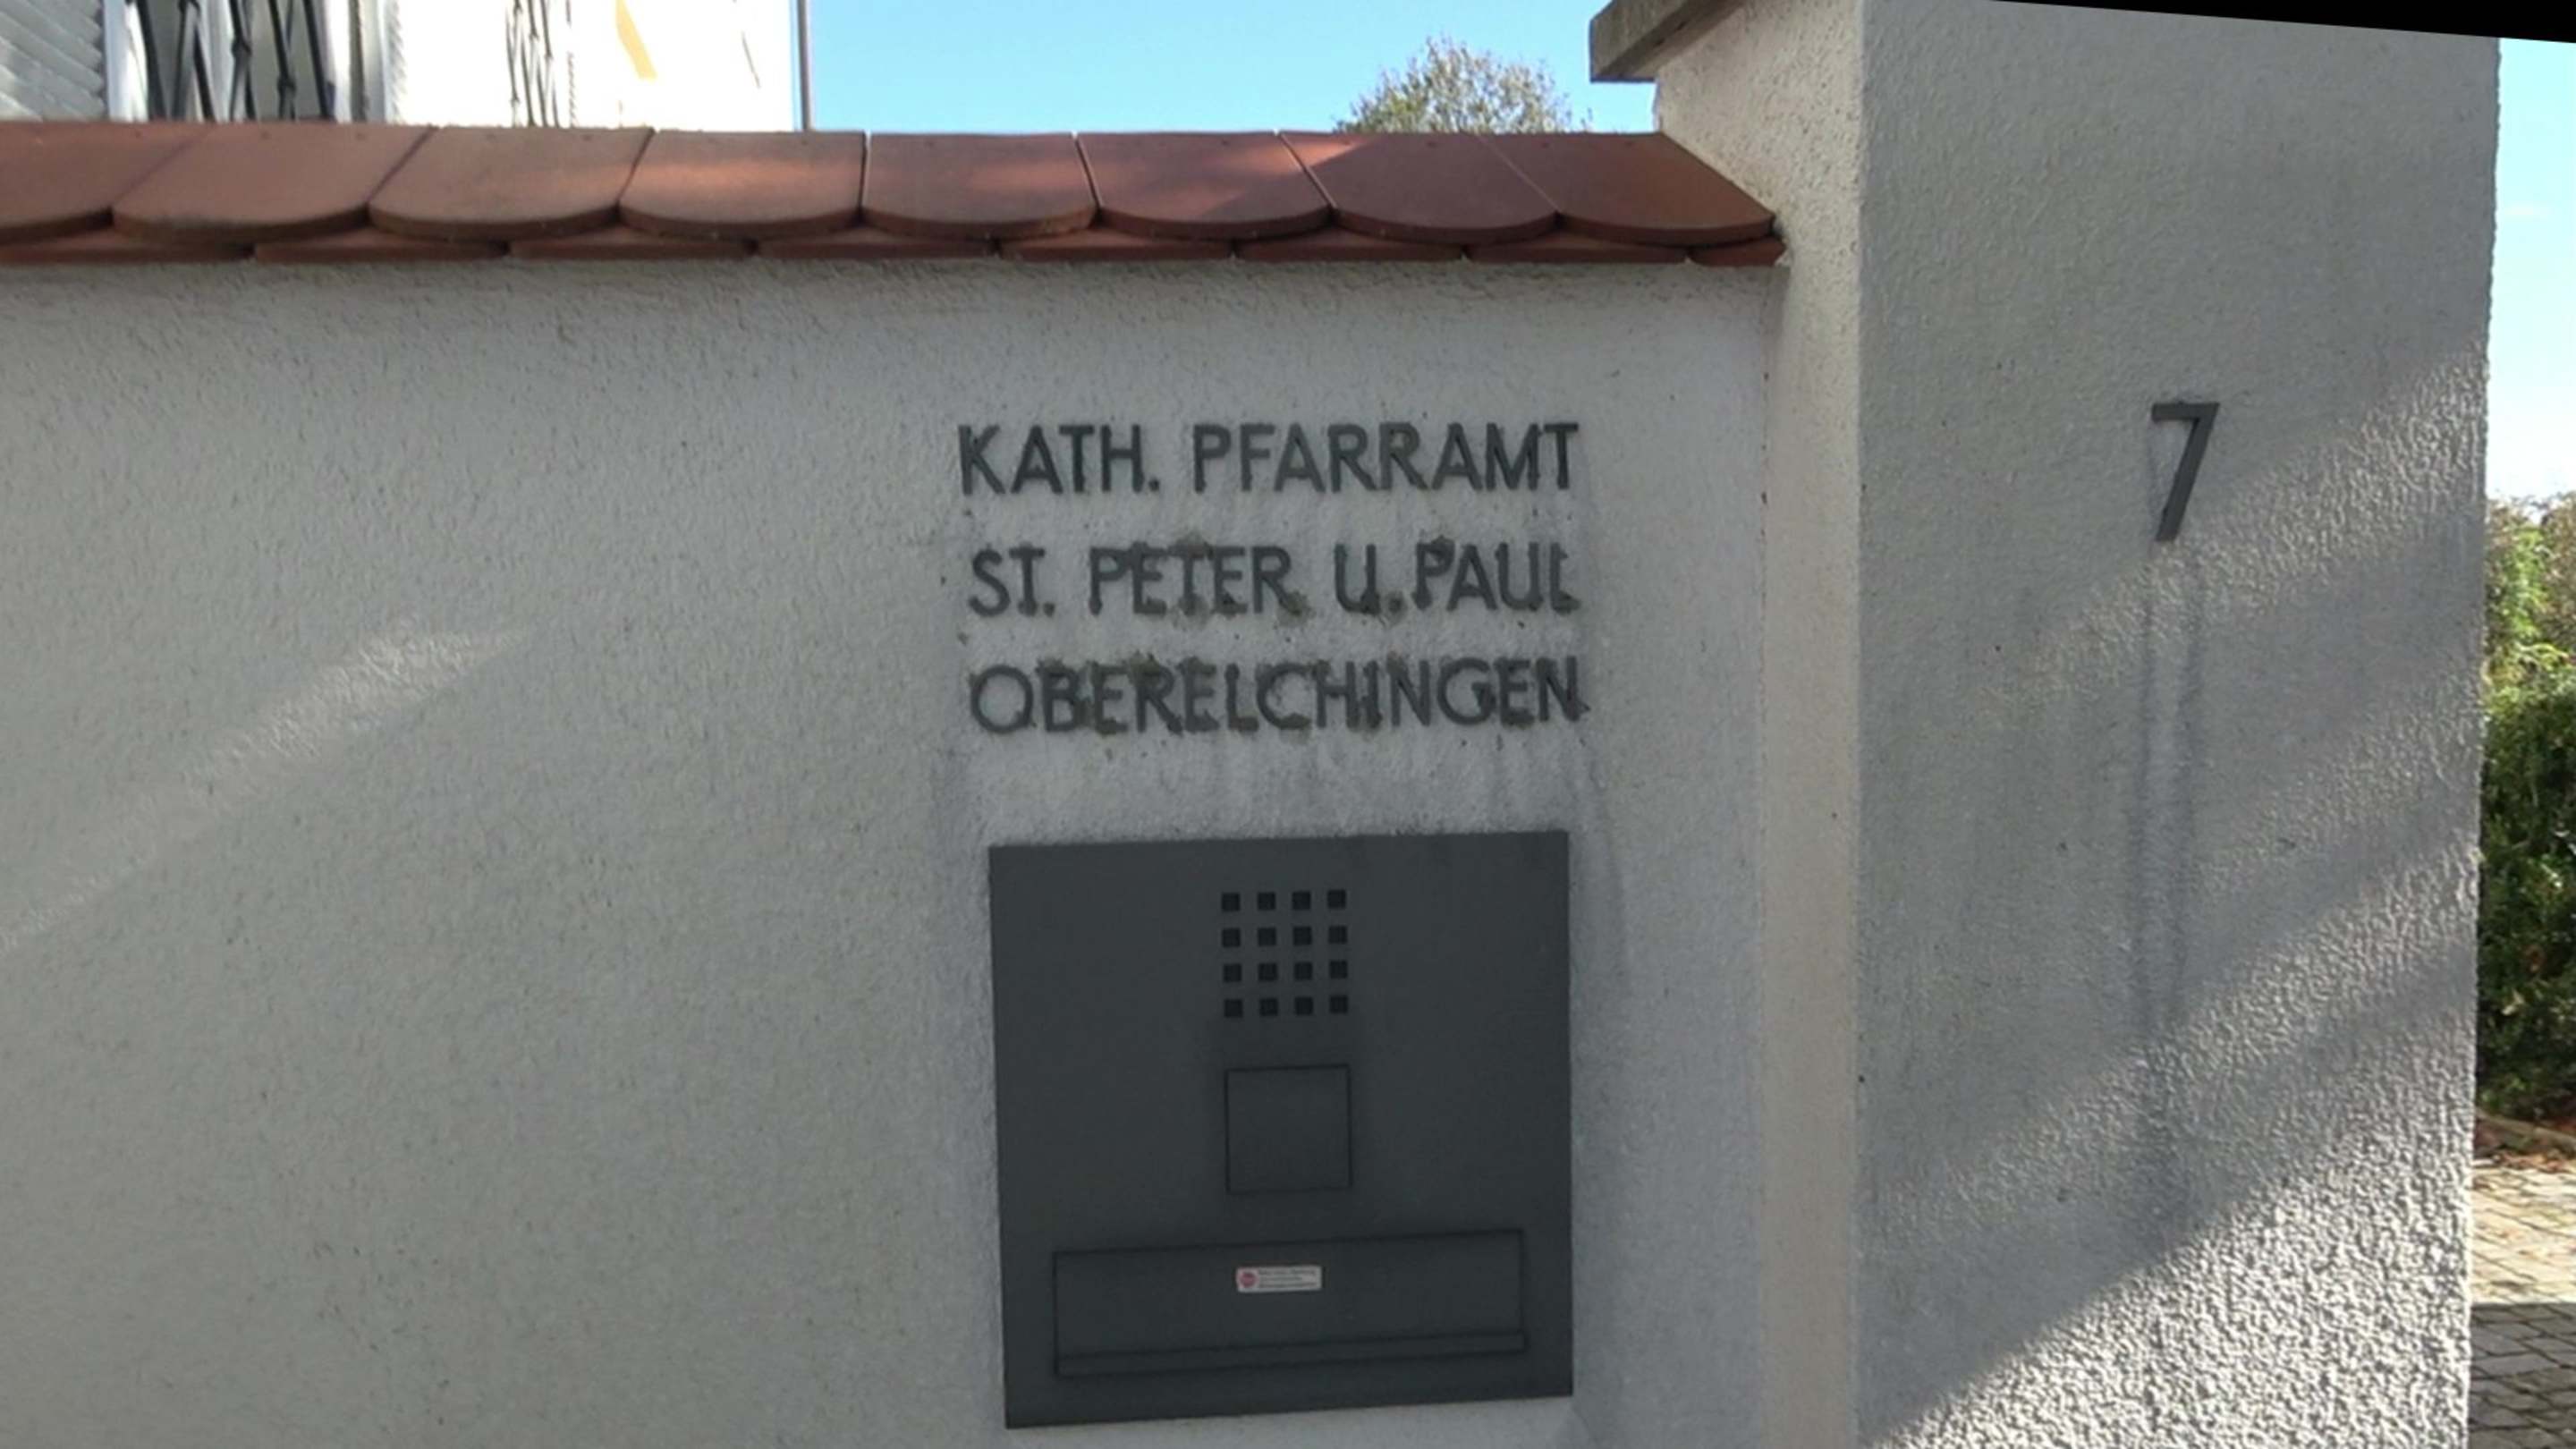 KATH. PFARRAMT
ST. PETER U. PAUL
OBERELCHINGEN
7